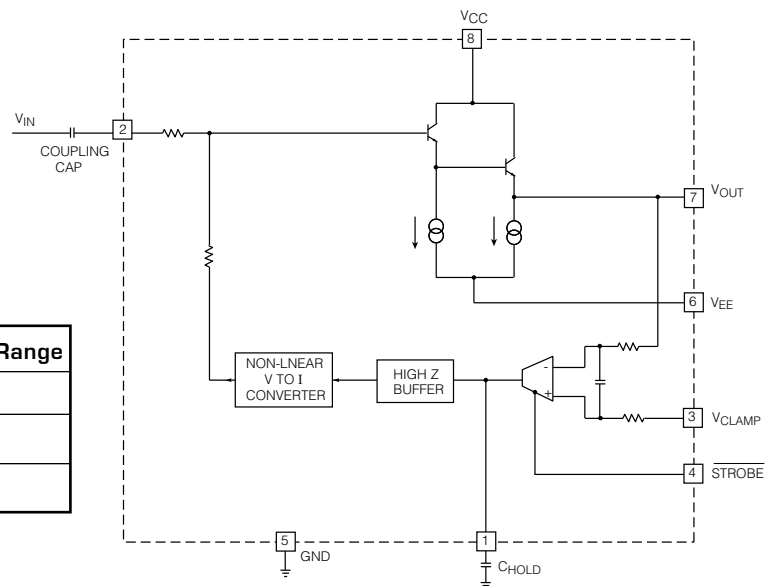 VCC
8
VIN
2
COUPLING
CAP
7
VOUT
6
VEE
Range
NON-LNEAR
V TO I
CONVERTER
HIGH Z
BUFFER
-
+
3
VCLAMP
4
STROBE
5
GND
1
CHOLD